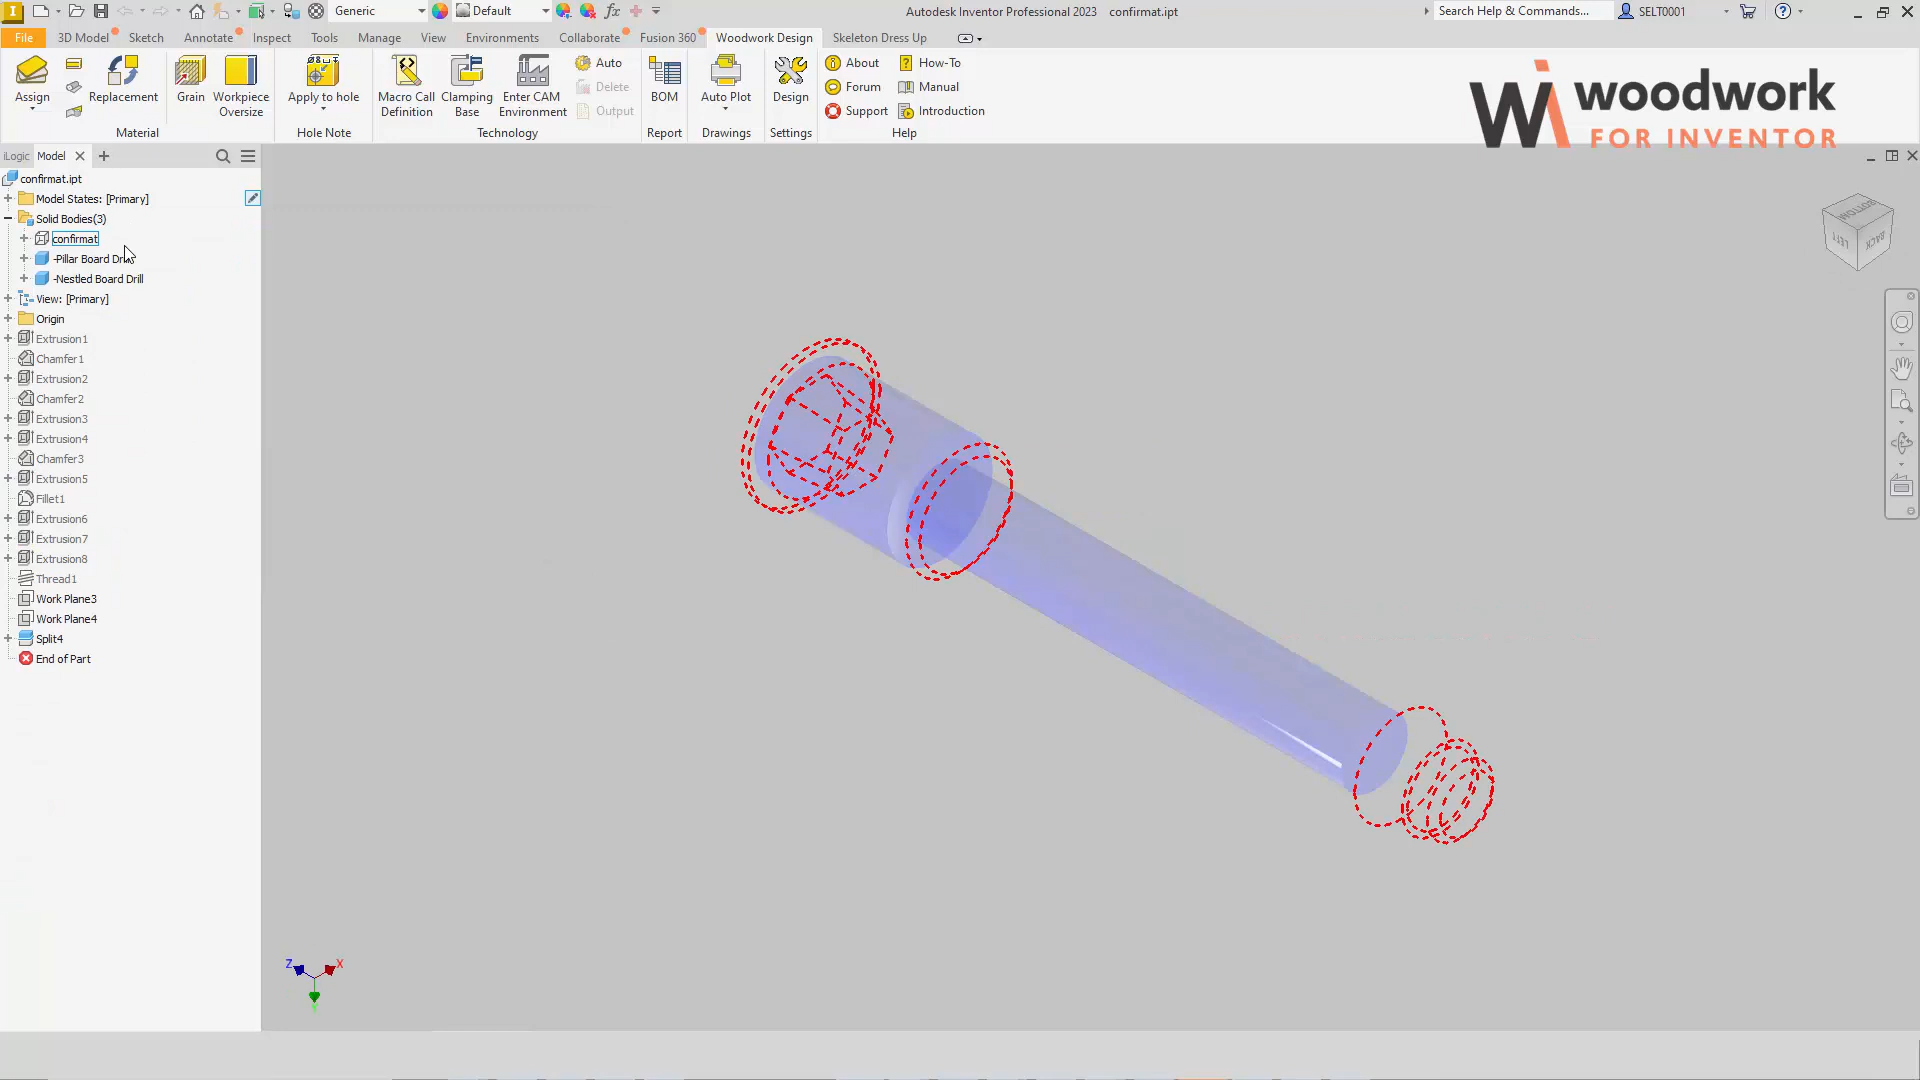 Generic
Default
fx
Autodesk Inventor Professional 2023 confirmat.ipt
Search Help & Commands...
SELT0001
File
3D Model
Sketch
Annotate
Inspect
Tools
Manage
View
Environments
Collaborate
Fusion 360
Woodwork Design
Skeleton Dress Up
Assign
Replacement
Grain
Workpiece
Oversize
Apply to hole
Macro Call
Definition
Clamping
Base
Enter CAM
Environment
Auto
Delete
Output
BOM
Auto Plot
Design
About
Forum
Support
How-To
Manual
Introduction
Material
Hole Note
Technology
Report
Drawings
Settings
Help
woodwork
FOR INVENTOR
iLogic
Model
confirmat.ipt
Model States: [Primary]
Solid Bodies(3)
confirmat
-Pillar Board Drill
-Nestled Board Drill
View: [Primary]
Origin
Extrusion1
Chamfer1
Extrusion2
Chamfer2
Extrusion3
Extrusion4
Chamfer3
Extrusion5
Fillet1
Extrusion6
Extrusion7
Extrusion8
Thread1
Work Plane3
Work Plane4
Split4
End of Part
BOTTOM
LEFT
BACK
Z
X